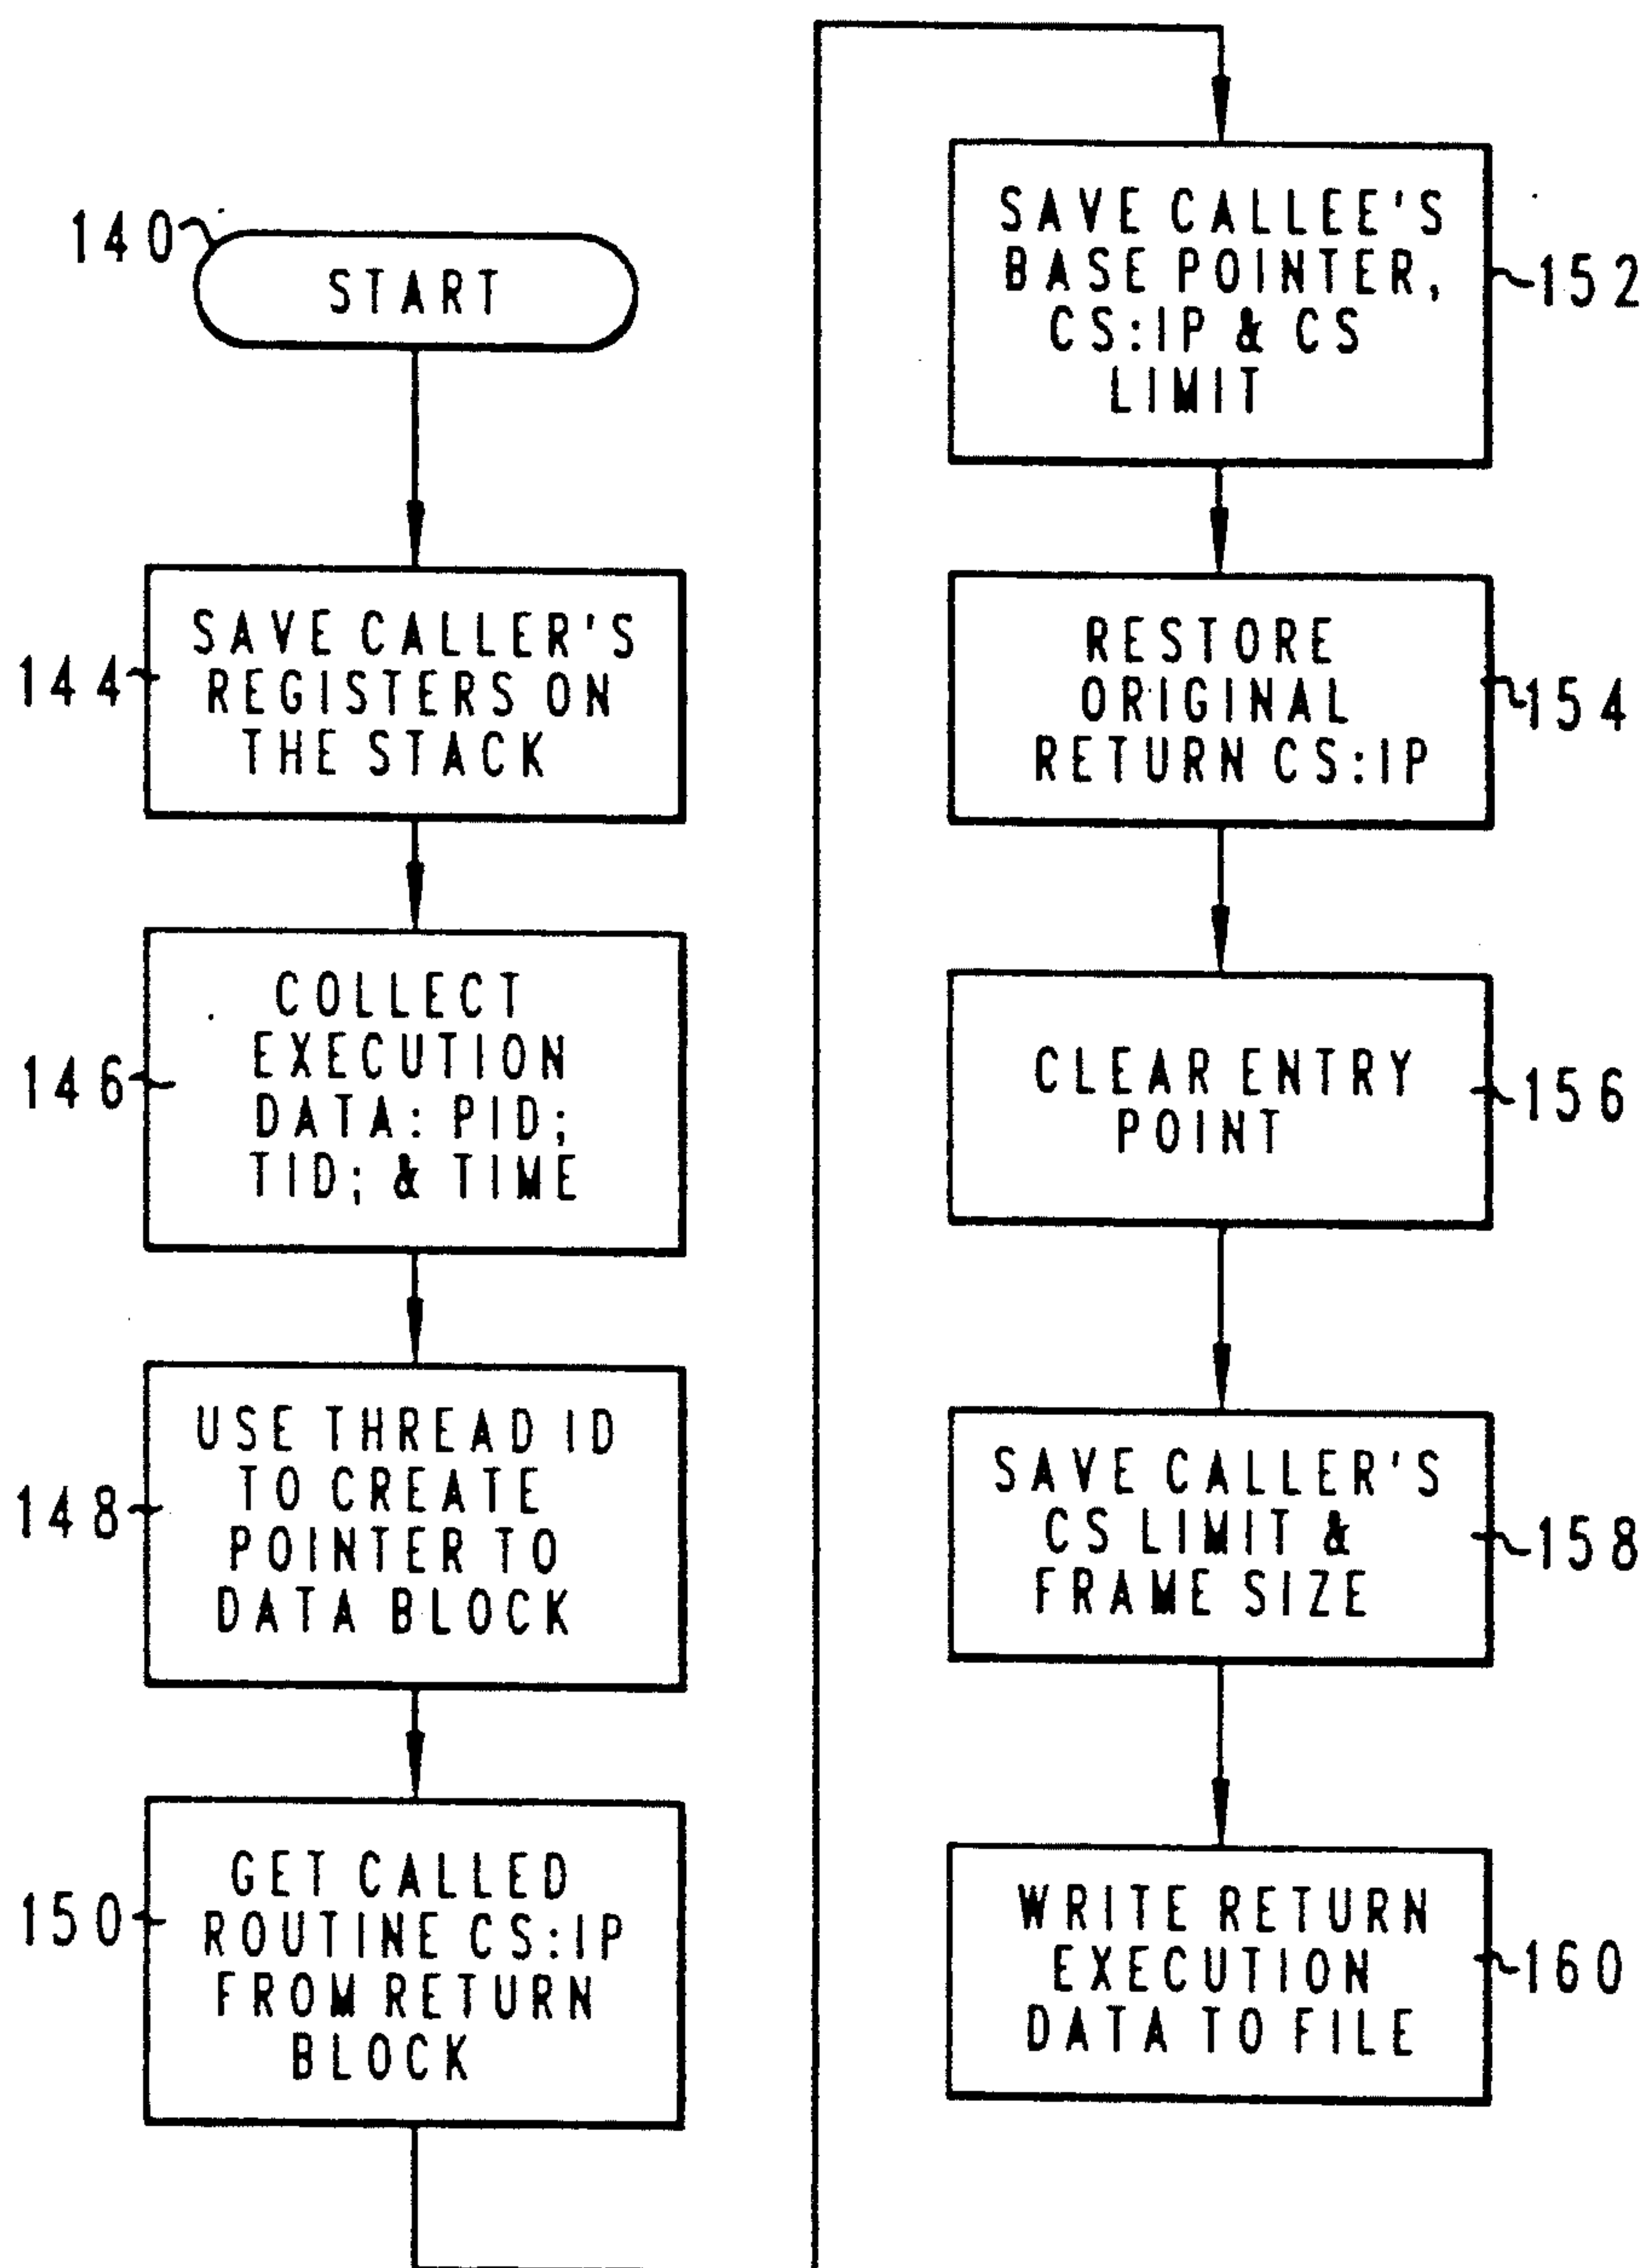 140
START
144
SAVE CALLER'S
REGISTERS ON
THE STACK
146
COLLECT
EXECUTION
DATA: PID;
TID; & TIME
148
USE THREAD ID
TO CREATE
POINTER TO
DATA BLOCK
150
GET CALLED
ROUTINE CS:IP
FROM RETURN
BLOCK
SAVE CALLEE'S
BASE POINTER,
CS:IP & CS
LIMIT
152
RESTORE
ORIGINAL
RETURN CS:IP
154
CLEAR ENTRY
POINT
156
SAVE CALLER'S
CS LIMIT &
FRAME SIZE
158
WRITE RETURN
EXECUTION
DATA TO FILE
160